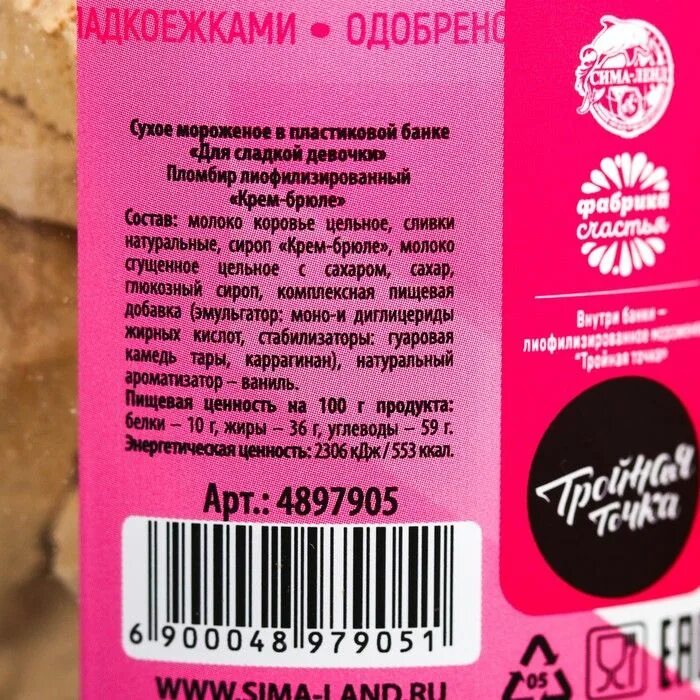 АДКОЕЖКАМИ • ОДОБРЕНО
Сухое мороженое в пластиковой банке
«Для сладкой девочки»
Пломбир лиофилизированный
«Крем-брюле»
Состав: молоко коровье цельное, сливки
натуральные, сироп «Крем-брюле», молоко
сгущенное цельное с сахаром, сахар,
глюкозный сироп, комплексная пищевая
добавка (эмульгатор: моно-и диглицериды
жирных кислот, стабилизаторы: гуаровая
камедь тары, каррагинан), натуральный
ароматизатор – ваниль.
Пищевая ценность на 100 г продукта:
белки – 10 г, жиры – 36 г, углеводы – 59 г.
Энергетическая ценность: 2306 кДж / 553 ккал.
Арт.: 4897905
6 900048 979051
WWW.SIMA-LAND.RU
СИМА-ЛЕНД
фабрика
счастья
Внутри банки –
лиофилизированное морожен
"Тройная точка"
Тройная
точка
05
EAC